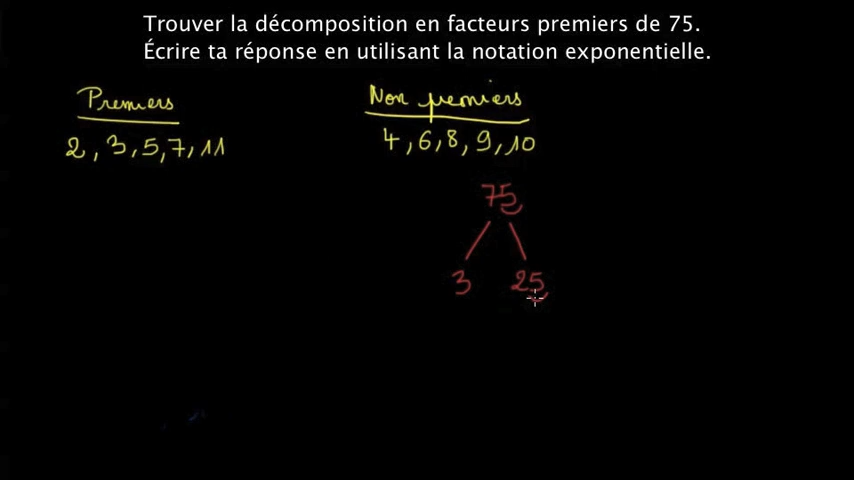 Trouver la décomposition en facteurs premiers de 75.
Écrire ta réponse en utilisant la notation exponentielle.
Premiers
Non premiers
2, 3, 5, 7, 11
4, 6, 8, 9, 10
75
3 25